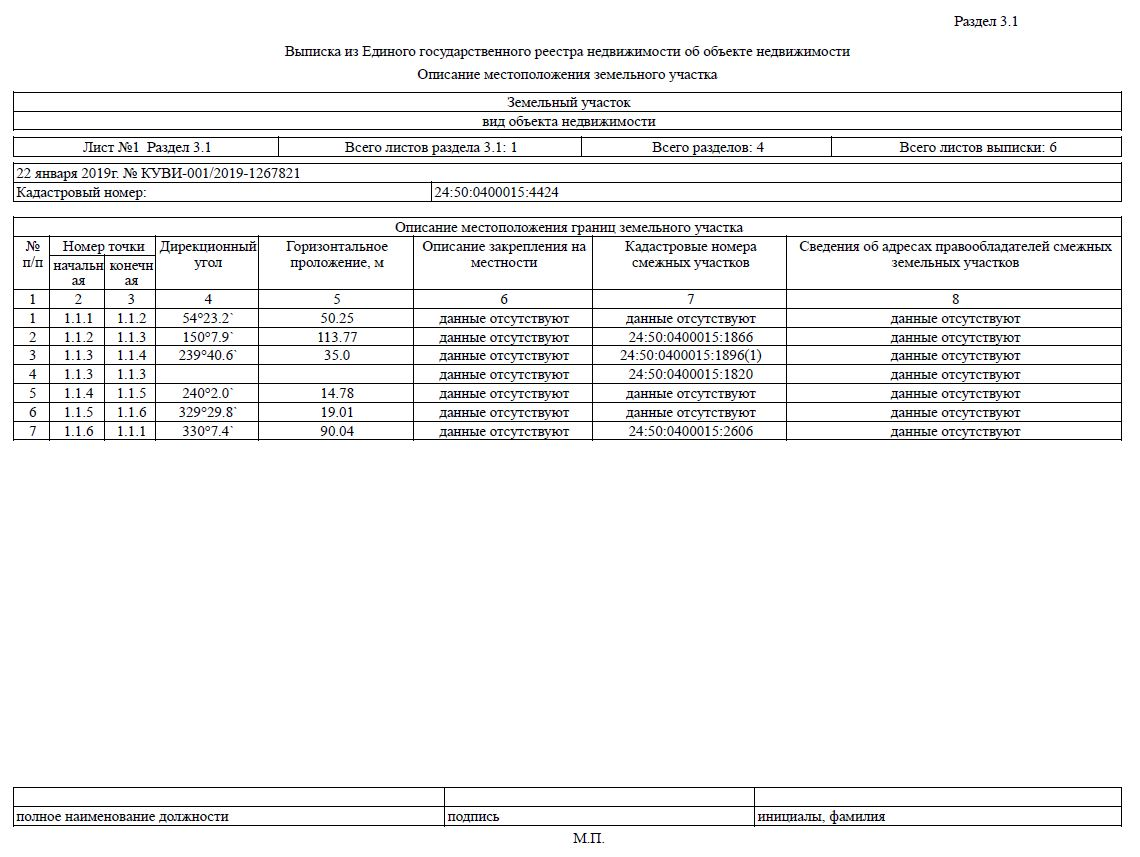 Раздел 3.1
Выписка из Единого государственного реестра недвижимости об объекте недвижимости
Описание местоположения земельного участка
Земельный участок
вид объекта недвижимости
Лист №1 Раздел 3.1 Всего листов раздела 3.1: 1 Всего разделов: 4 Всего листов выписки: 6
22 января 2019г. № КУВИ-001/2019-1267821
Кадастровый номер: 24:50:0400015:4424
Описание местоположения границ земельного участка
№ Номер точки Дирекционный Горизонтальное Описание закрепления на Кадастровые номера Сведения об адресах правообладателей смежных
п/п начальн конечн угол проложение, м местности смежных участков земельных участков
ая ая
1 2 3 4 5 6 7 8
1 1.1.1 1.1.2 54°23.2` 50.25 данные отсутствуют данные отсутствуют данные отсутствуют
2 1.1.2 1.1.3 150°7.9` 113.77 данные отсутствуют 24:50:0400015:1866 данные отсутствуют
3 1.1.3 1.1.4 239°40.6` 35.0 данные отсутствуют 24:50:0400015:1896(1) данные отсутствуют
4 1.1.3 1.1.3 данные отсутствуют 24:50:0400015:1820 данные отсутствуют
5 1.1.4 1.1.5 240°2.0` 14.78 данные отсутствуют данные отсутствуют данные отсутствуют
6 1.1.5 1.1.6 329°29.8` 19.01 данные отсутствуют данные отсутствуют данные отсутствуют
7 1.1.6 1.1.1 330°7.4` 90.04 данные отсутствуют 24:50:0400015:2606 данные отсутствуют
полное наименование должности подпись инициалы, фамилия
М.П.